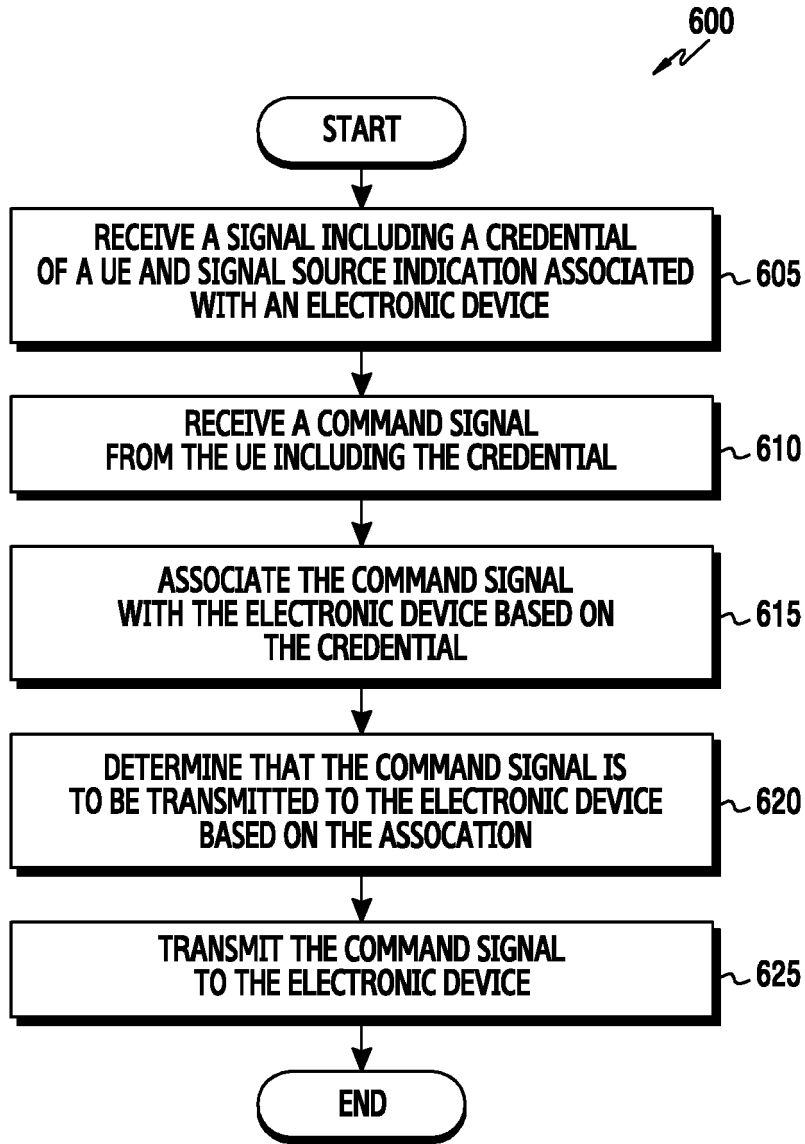 600
START
RECEIVE A SIGNAL INCLUDING A CREDENTIAL
OF A UE AND SIGNAL SOURCE INDICATION ASSOCIATED
WITH AN ELECTRONIC DEVICE
605
RECEIVE A COMMAND SIGNAL
FROM THE UE INCLUDING THE CREDENTIAL
610
ASSOCIATE THE COMMAND SIGNAL
WITH THE ELECTRONIC DEVICE BASED ON
THE CREDENTIAL
615
DETERMINE THAT THE COMMAND SIGNAL IS
TO BE TRANSMITTED TO THE ELECTRONIC DEVICE
BASED ON THE ASSOCATION
620
TRANSMIT THE COMMAND SIGNAL
TO THE ELECTRONIC DEVICE
625
END